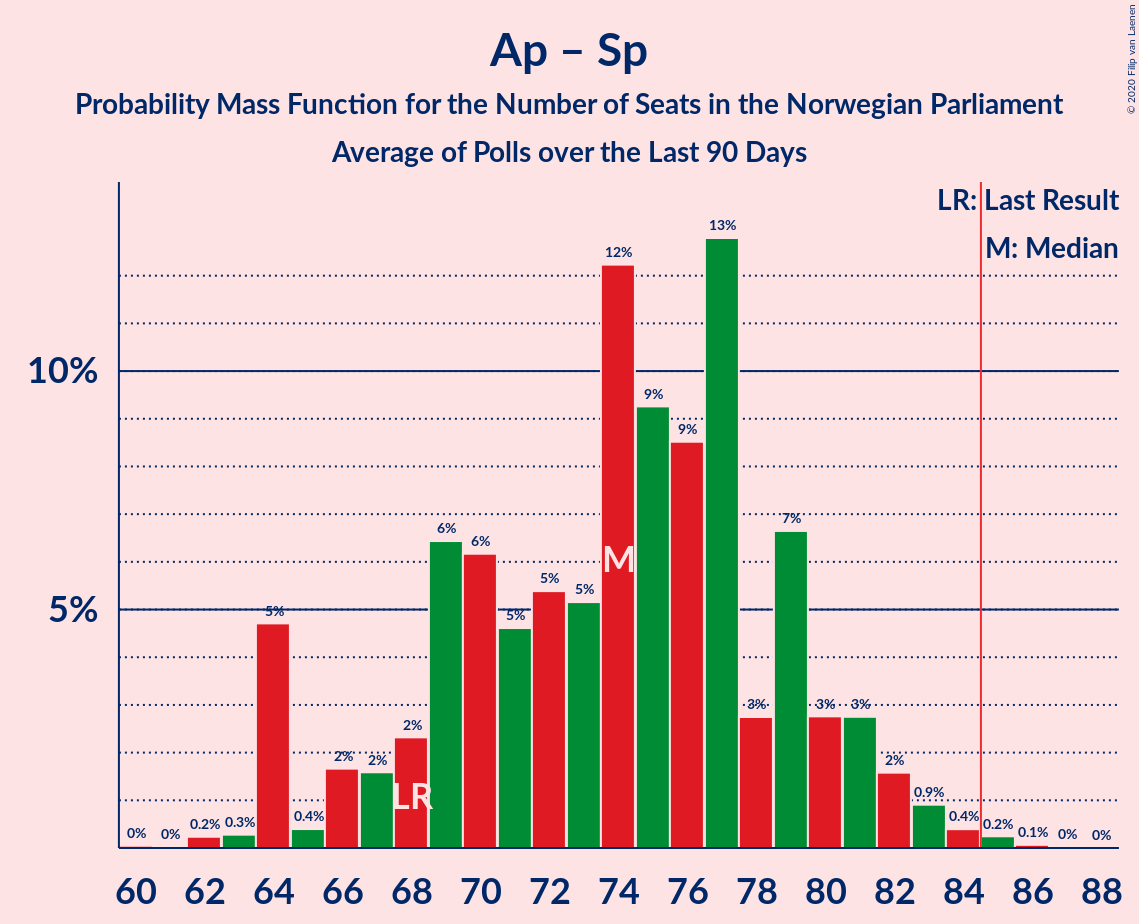 Ap – Sp
Probability Mass Function for the Number of Seats in the Norwegian Parliament
Average of Polls over the Last 90 Days
© 2020 Filip van Laenen
LR: Last Result
M: Median
10%
5%
0% 0% 0.2% 0.3% 5% 0.4% 2% 2% 2% 6% 6% 5% 5% 5% 12% 9% 9% 13% 3% 7% 3% 3% 2% 0.9% 0.4% 0.2% 0.1% 0% 0%
M
LR
60 62 64 66 68 70 72 74 76 78 80 82 84 86 88